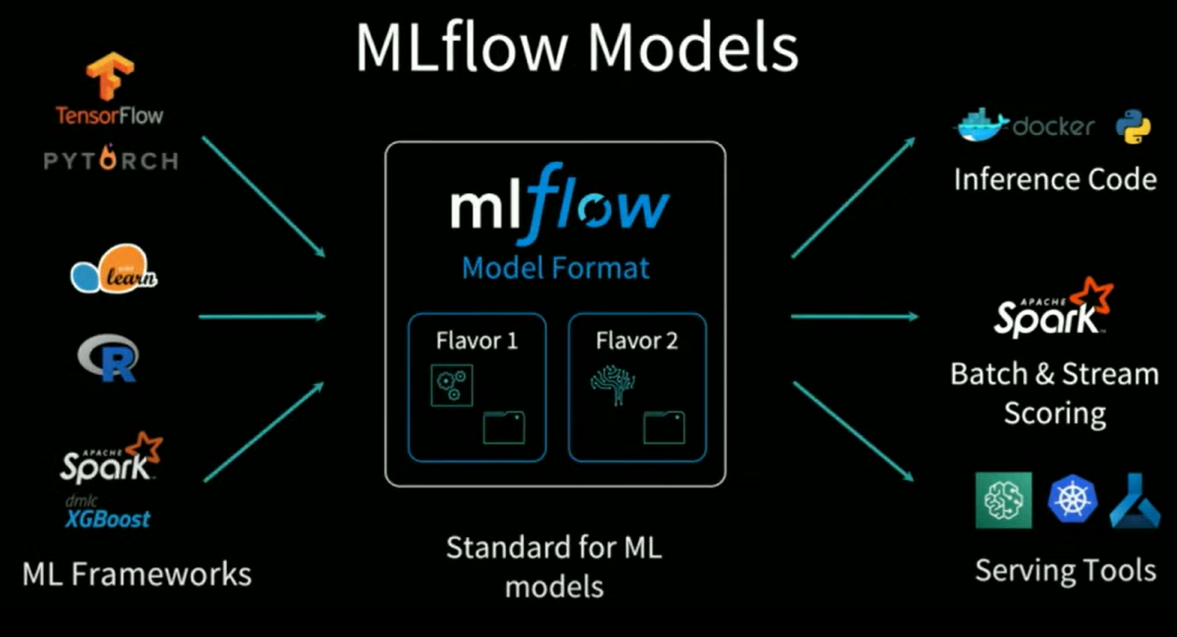 MLflow Models
TensorFlow
PYTORCH
learn
R
APACHE
Spark
dmlc
XGBoost
ML Frameworks
mlflow
Model Format
Flavor 1
Flavor 2
Standard for ML
models
docker
Inference Code
APACHE
Spark
Batch & Stream
Scoring
Serving Tools